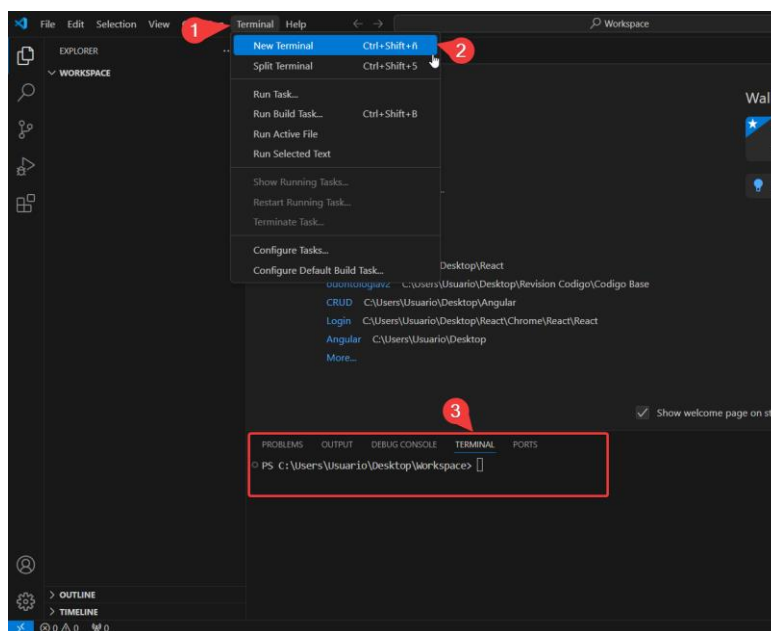 File Edit Selection View Terminal Help Workspace
1
EXPLORER
WORKSPACE
New Terminal Ctrl+Shift+ñ
2
Split Terminal Ctrl+Shift+5
Run Task...
Run Build Task... Ctrl+Shift+B
Run Active File
Run Selected Text
Show Running Tasks...
Restart Running Task...
Terminate Task...
Configure Tasks...
Configure Default Build Task...
Wal
Desktop\React
odontologiav2 C:\Users\Usuario\Desktop\Revision Codigo\Codigo Base
CRUD C:\Users\Usuario\Desktop\Angular
Login C:\Users\Usuario\Desktop\React\Chrome\React\React
Angular C:\Users\Usuario\Desktop
More...
Show welcome page on st
3
PROBLEMS OUTPUT DEBUG CONSOLE TERMINAL PORTS
PS C:\Users\Usuario\Desktop\Workspace>
OUTLINE
TIMELINE
0 0 0